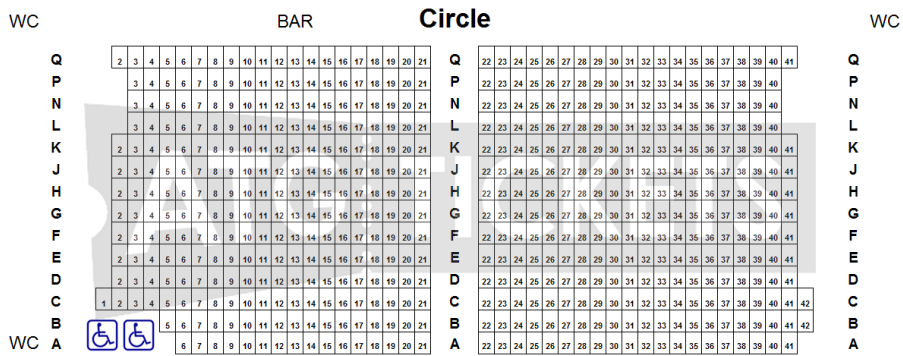 WC BAR Circle WC
Q 2 3 4 5 6 7 8 9 10 11 12 13 14 15 16 17 18 19 20 21 Q 22 23 24 25 26 27 28 29 30 31 32 33 34 35 36 37 38 39 40 41 Q
P 3 4 5 6 7 8 9 10 11 12 13 14 15 16 17 18 19 20 21 P 22 23 24 25 26 27 28 29 30 31 32 33 34 35 36 37 38 39 40 P
N 3 4 5 6 7 8 9 10 11 12 13 14 15 16 17 18 19 20 21 N 22 23 24 25 26 27 28 29 30 31 32 33 34 35 36 37 38 39 40 N
L 3 4 5 6 7 8 9 10 11 12 13 14 15 16 17 18 19 20 21 L 22 23 24 25 26 27 28 29 30 31 32 33 34 35 36 37 38 39 40 L
K 2 3 4 5 6 7 8 9 10 11 12 13 14 15 16 17 18 19 20 21 K 22 23 24 25 26 27 28 29 30 31 32 33 34 35 36 37 38 39 40 41 K
J 2 3 4 5 6 7 8 9 10 11 12 13 14 15 16 17 18 19 20 21 J 22 23 24 25 26 27 28 29 30 31 32 33 34 35 36 37 38 39 40 41 J
H 2 3 4 5 6 7 8 9 10 11 12 13 14 15 16 17 18 19 20 21 H 22 23 24 25 26 27 28 29 30 31 32 33 34 35 36 37 38 39 40 41 H
G 2 3 4 5 6 7 8 9 10 11 12 13 14 15 16 17 18 19 20 21 G 22 23 24 25 26 27 28 29 30 31 32 33 34 35 36 37 38 39 40 41 G
F 2 3 4 5 6 7 8 9 10 11 12 13 14 15 16 17 18 19 20 21 F 22 23 24 25 26 27 28 29 30 31 32 33 34 35 36 37 38 39 40 41 F
E 2 3 4 5 6 7 8 9 10 11 12 13 14 15 16 17 18 19 20 21 E 22 23 24 25 26 27 28 29 30 31 32 33 34 35 36 37 38 39 40 41 E
D 2 3 4 5 6 7 8 9 10 11 12 13 14 15 16 17 18 19 20 21 D 22 23 24 25 26 27 28 29 30 31 32 33 34 35 36 37 38 39 40 41 D
C 1 2 3 4 5 6 7 8 9 10 11 12 13 14 15 16 17 18 19 20 21 C 22 23 24 25 26 27 28 29 30 31 32 33 34 35 36 37 38 39 40 41 42 C
B 5 6 7 8 9 10 11 12 13 14 15 16 17 18 19 20 21 B 22 23 24 25 26 27 28 29 30 31 32 33 34 35 36 37 38 39 40 41 42 B
WC A 6 7 8 9 10 11 12 13 14 15 16 17 18 19 20 21 A 22 23 24 25 26 27 28 29 30 31 32 33 34 35 36 37 38 39 40 41 A
ATG TICKETS